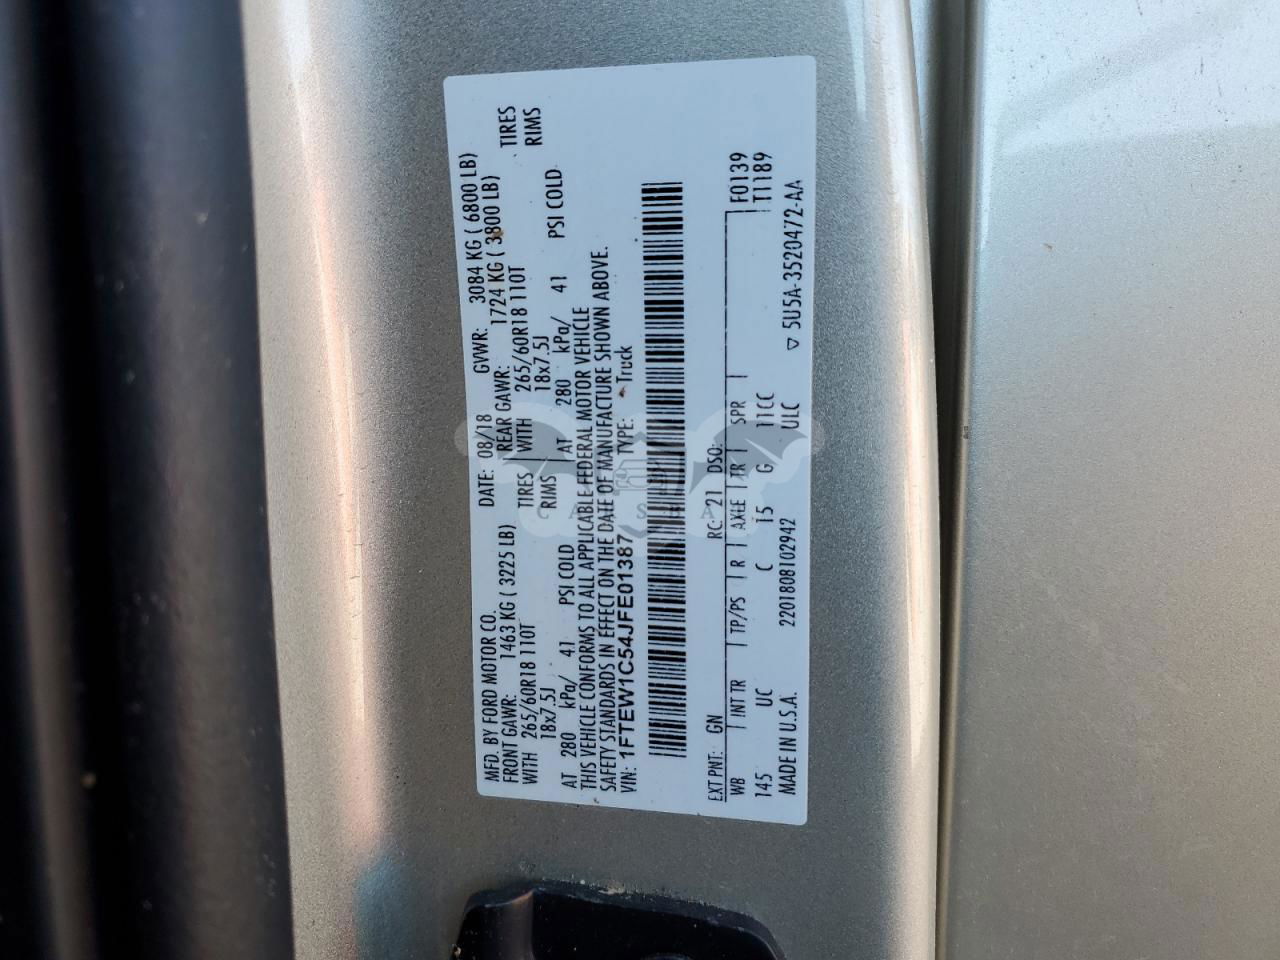 MFD. BY FORD MOTOR CO. DATE: 08/18 GVWR: 3084 KG ( 6800 LB)
FRONT GAWR: 1463 KG ( 3225 LB) REAR GAWR: 1724 KG ( 3800 LB)
WITH 265/60R18 110T TIRES WITH 265/60R18 110T TIRES
18x7.5J RIMS 18x7.5J RIMS
AT 280 kPa/ 41 PSI COLD AT 280 kPa/ 41 PSI COLD
THIS VEHICLE CONFORMS TO ALL APPLICABLE FEDERAL MOTOR VEHICLE
SAFETY STANDARDS IN EFFECT ON THE DATE OF MANUFACTURE SHOWN ABOVE.
VIN: 1FTEW1C54JFE01387 TYPE: Truck
EXT PNT: GN RC: 21 DSO: F0139
WB INT TR TP/PS R AXLE TR SPR T1189
145 UC C 15 G 11CC
MADE IN U.S.A. 2201808102942 ULC ▽ 5U5A-3520472-AA